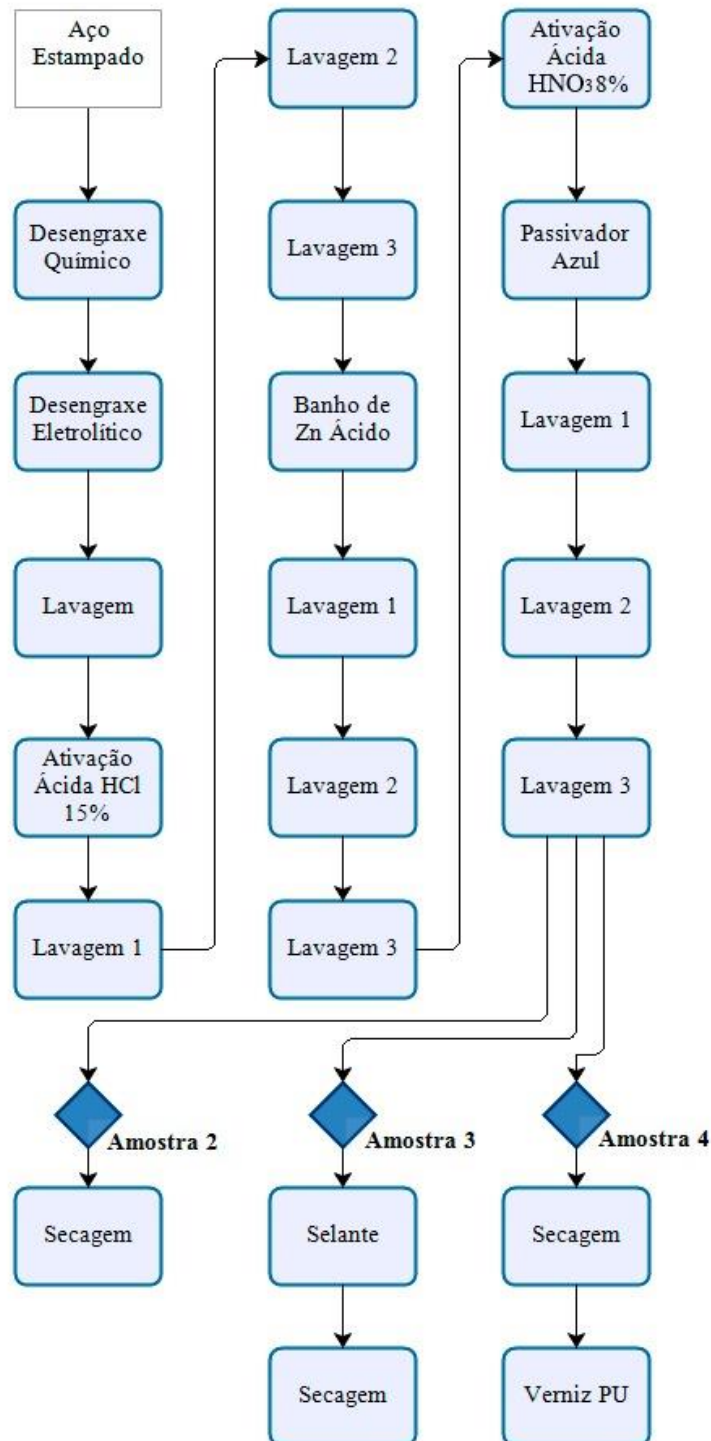 Aço
Estampado
Desengraxe
Químico
Desengraxe
Eletrolítico
Lavagem
Ativação
Ácida HCl
15%
Lavagem 1
Lavagem 2
Lavagem 3
Banho de
Zn Ácido
Lavagem 1
Lavagem 2
Lavagem 3
Ativação
Ácida
HNO₃8%
Passivador
Azul
Lavagem 1
Lavagem 2
Lavagem 3
Amostra 2
Secagem
Amostra 3
Selante
Secagem
Amostra 4
Secagem
Verniz PU